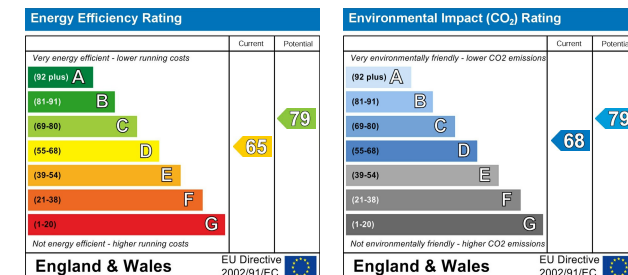 Energy Efficiency Rating
Current Potential
Very energy efficient - lower running costs
(92 plus) A
(81-91) B
(69-80) C
(55-68) D
(39-54) E
(21-38) F
(1-20) G
65
79
Not energy efficient - higher running costs
England & Wales
EU Directive
2002/91/EC
Environmental Impact (CO₂) Rating
Current Potential
Very environmentally friendly - lower CO2 emissions
(92 plus) A
(81-91) B
(69-80) C
(55-68) D
(39-54) E
(21-38) F
(1-20) G
68
79
Not environmentally friendly - higher CO2 emissions
England & Wales
EU Directive
2002/91/EC